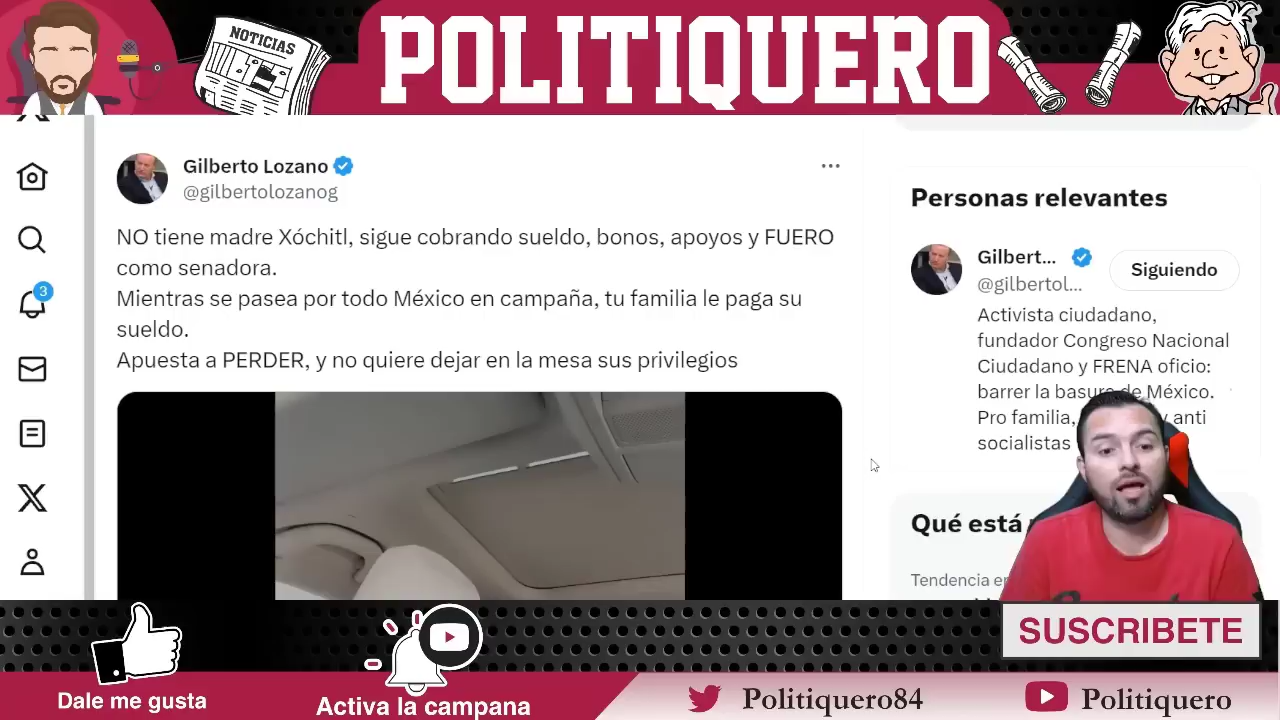 NOTICIAS
POLITIQUERO
Gilberto Lozano
@gilbertolozanog
NO tiene madre Xóchitl, sigue cobrando sueldo, bonos, apoyos y FUERO
como senadora.
Mientras se pasea por todo México en campaña, tu familia le paga su
sueldo.
Apuesta a PERDER, y no quiere dejar en la mesa sus privilegios
3
Personas relevantes
Gilbert...
@gilbertol...
Siguiendo
Activista ciudadano,
fundador Congreso Nacional
Ciudadano y FRENA oficio:
barrer la basura de México.
Pro familia, y anti
socialistas
Qué está
Tendencia
SUSCRIBETE
Dale me gusta
Activa la campana
Politiquero84
Politiquero